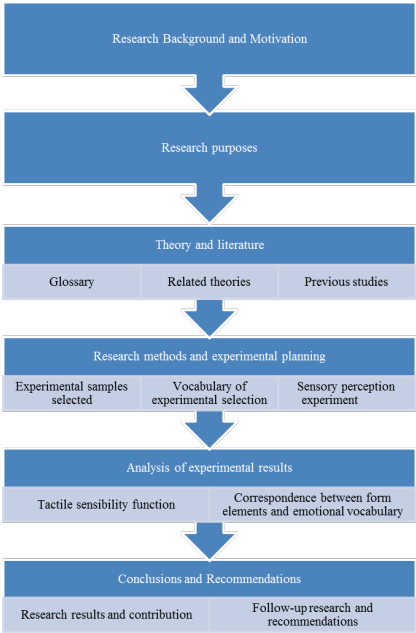 Research Background and Motivation
Research purposes
Theory and literature
Glossary
Related theories
Previous studies
Research methods and experimental planning
Experimental samples
selected
Vocabulary of
experimental selection
Sensory perception
experiment
Analysis of experimental results
Tactile sensibility function
Correspondence between form
elements and emotional vocabulary
Conclusions and Recommendations
Research results and contribution
Follow-up research and
recommendations